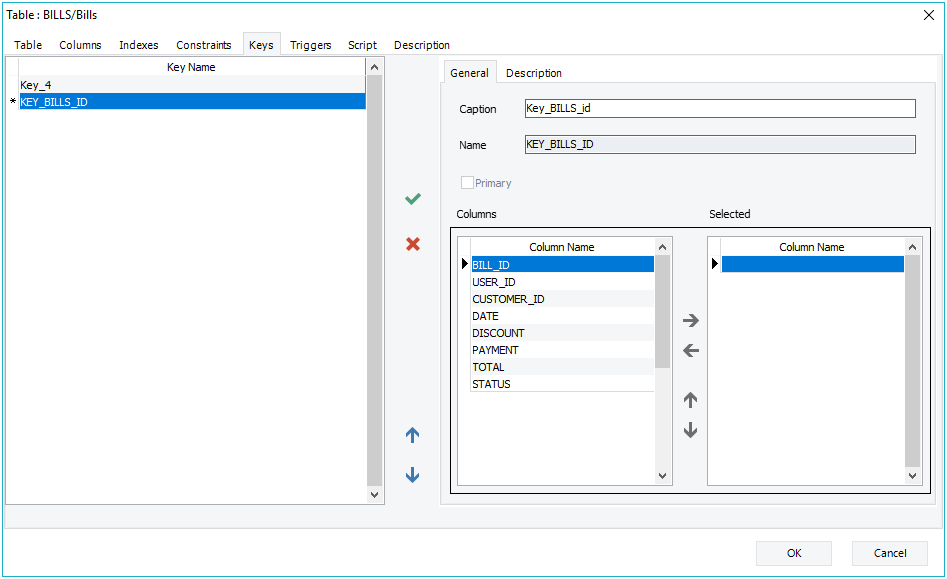 Table : BILLS/Bills
Table Columns Indexes Constraints Keys Triggers Script Description
Key Name
Key_4
* KEY_BILLS_ID
General Description
Caption Key_BILLS_id
Name KEY_BILLS_ID
Primary
Columns Selected
Column Name Column Name
BILL_ID
USER_ID
CUSTOMER_ID
DATE
DISCOUNT
PAYMENT
TOTAL
STATUS
OK Cancel